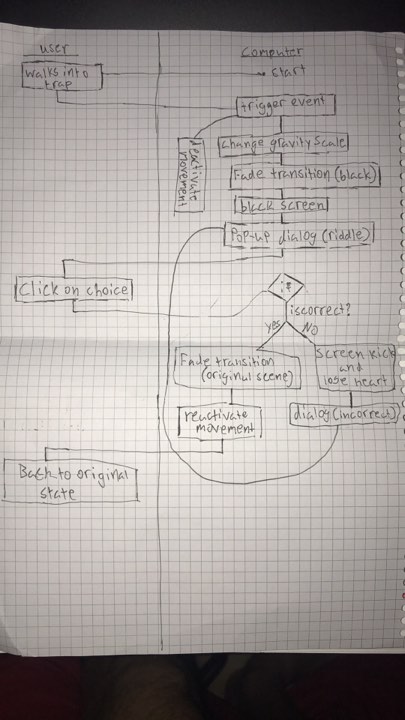 user
Computer
walks into
trap
start
trigger event
deactivate
movement
change gravity scale
Fade transition (black)
black screen
Pop-up dialog (riddle)
Click on choice
if
iscorrect?
yes
No
Fade transition
(original scene)
Screen kick
and
lose heart
reactivate
movement
dialog (incorrect)
Back to original
state